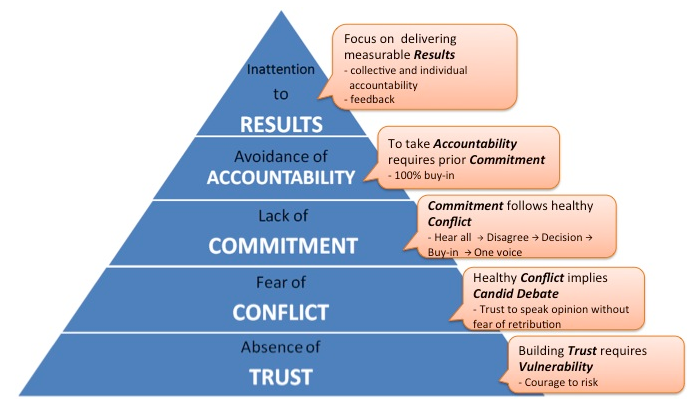 Inattention
to
RESULTS
Focus on delivering
measurable Results
- collective and individual
accountability
- feedback
Avoidance of
ACCOUNTABILITY
To take Accountability
requires prior Commitment
- 100% buy-in
Lack of
COMMITMENT
Commitment follows healthy
Conflict
- Hear all → Disagree → Decision →
Buy-in → One voice
Fear of
CONFLICT
Healthy Conflict implies
Candid Debate
- Trust to speak opinion without
fear of retribution
Absence of
TRUST
Building Trust requires
Vulnerability
- Courage to risk